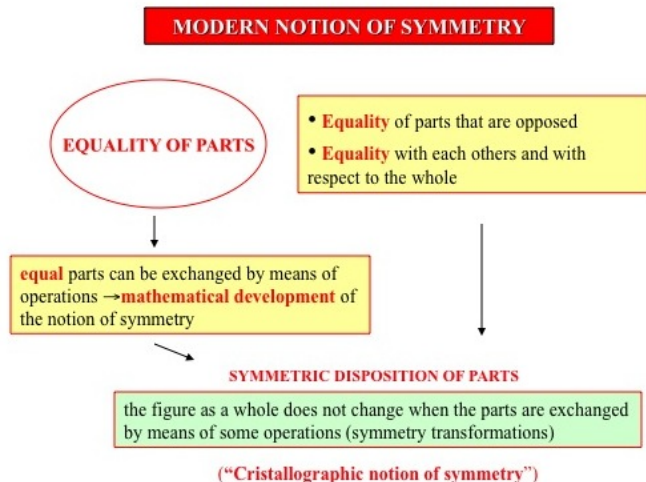 MODERN NOTION OF SYMMETRY
EQUALITY OF PARTS
• Equality of parts that are opposed
• Equality with each others and with
respect to the whole
equal parts can be exchanged by means of
operations →mathematical development of
the notion of symmetry
SYMMETRIC DISPOSITION OF PARTS
the figure as a whole does not change when the parts are exchanged
by means of some operations (symmetry transformations)
(“Cristallographic notion of symmetry”)